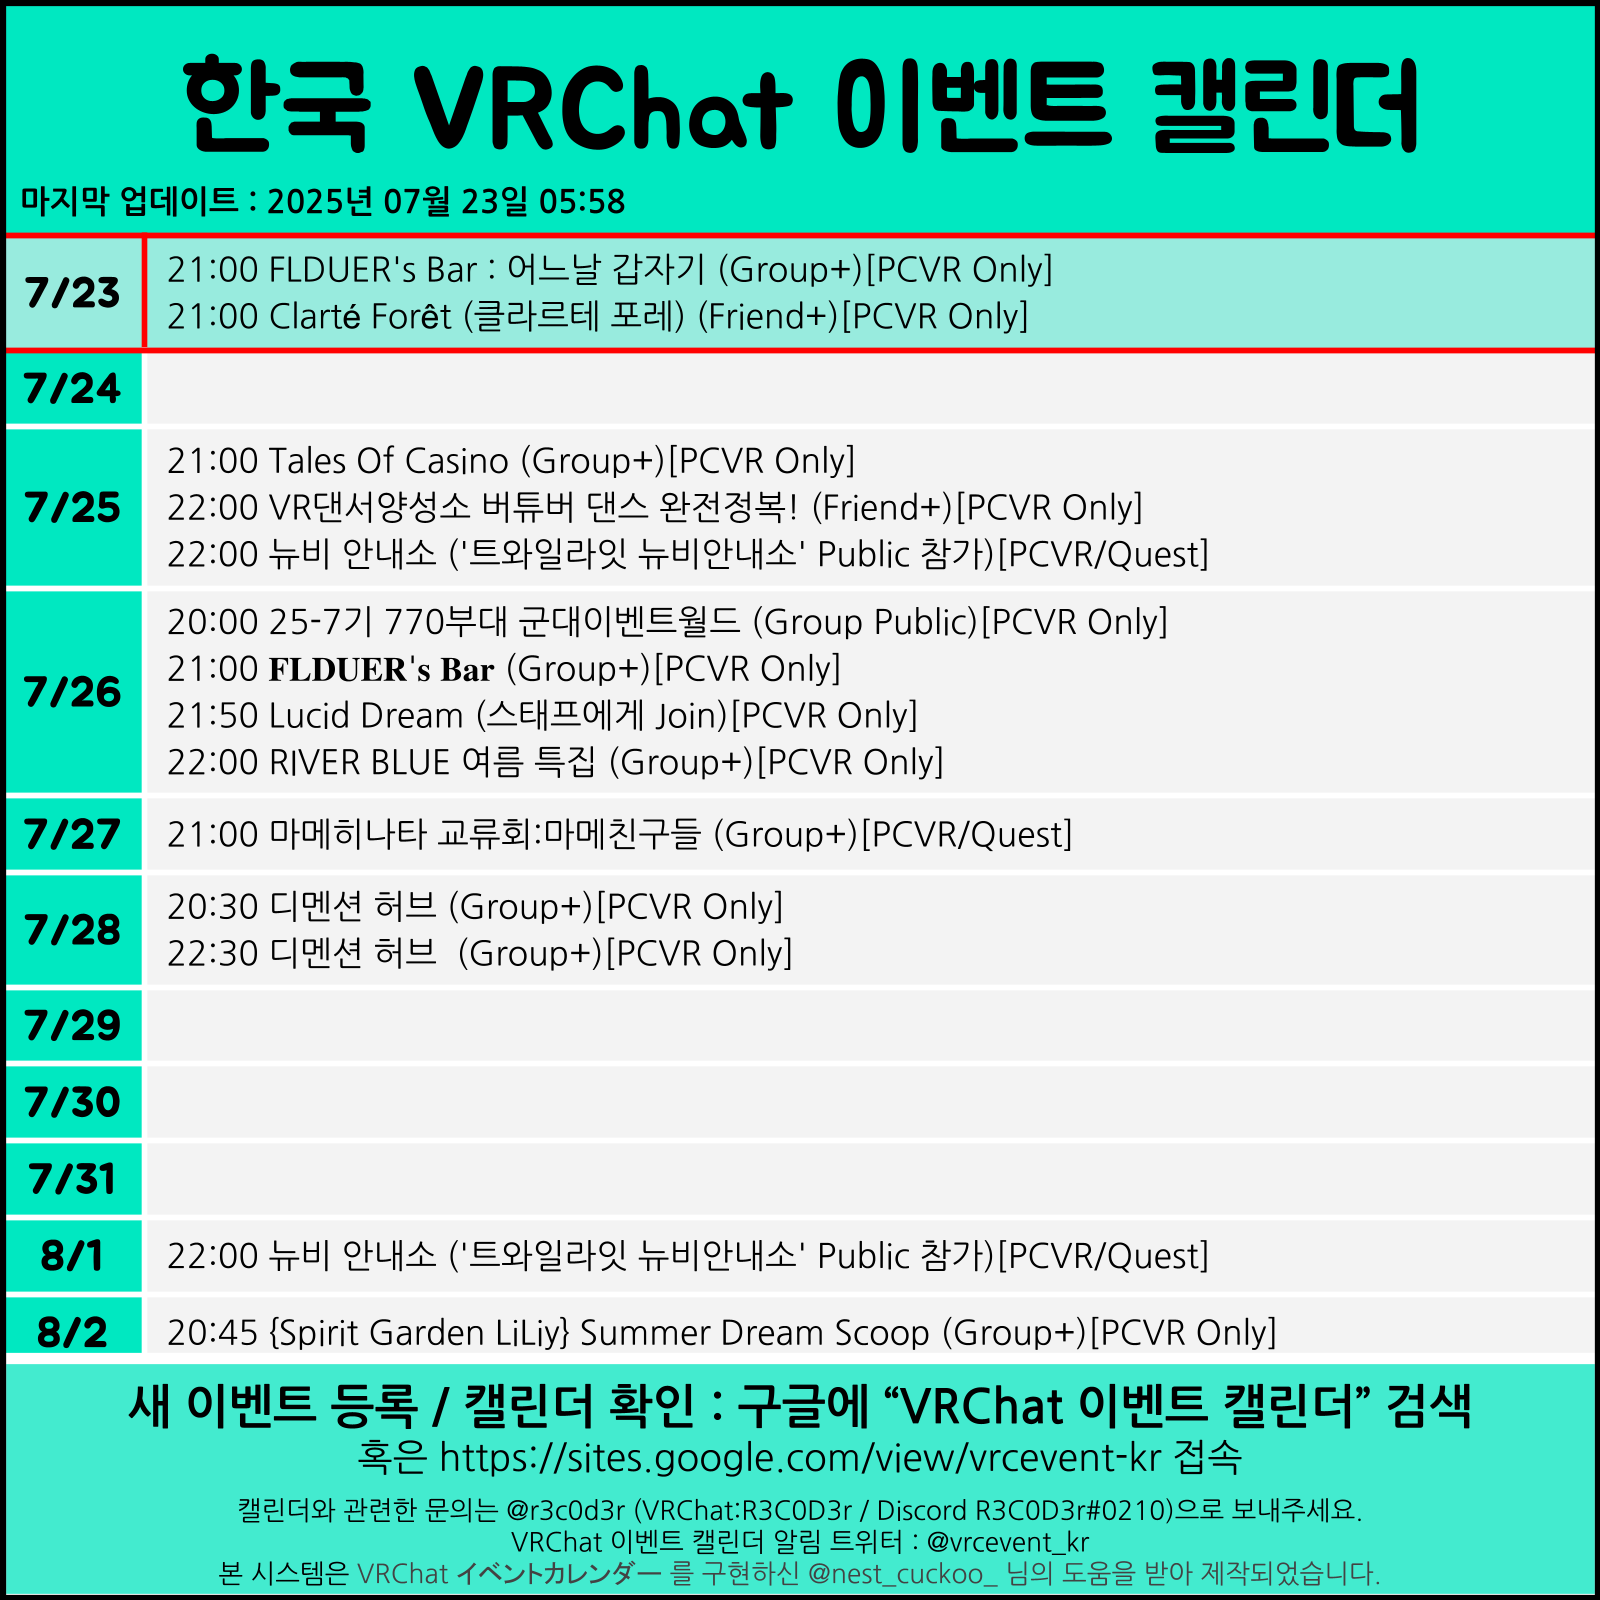 한국 VRChat 이벤트 캘린더
마지막 업데이트 : 2025년 07월 23일 05:58
7/23
21:00 FLDUER's Bar : 어느날 갑자기 (Group+)[PCVR Only]
21:00 Clarté Forêt (클라르테 포레) (Friend+)[PCVR Only]
7/24
7/25
21:00 Tales Of Casino (Group+)[PCVR Only]
22:00 VR댄서양성소 버튜버 댄스 완전정복! (Friend+)[PCVR Only]
22:00 뉴비 안내소 ('트와일라잇 뉴비안내소' Public 참가)[PCVR/Quest]
7/26
20:00 25-7기 770부대 군대이벤트월드 (Group Public)[PCVR Only]
21:00 𝐅𝐋𝐃𝐔𝐄𝐑'𝐬 𝐁𝐚𝐫 (Group+)[PCVR Only]
21:50 Lucid Dream (스태프에게 Join)[PCVR Only]
22:00 RIVER BLUE 여름 특집 (Group+)[PCVR Only]
7/27
21:00 마메히나타 교류회:마메친구들 (Group+)[PCVR/Quest]
7/28
20:30 디멘션 허브 (Group+)[PCVR Only]
22:30 디멘션 허브  (Group+)[PCVR Only]
7/29
7/30
7/31
8/1
22:00 뉴비 안내소 ('트와일라잇 뉴비안내소' Public 참가)[PCVR/Quest]
8/2
20:45 {Spirit Garden LiLiy} Summer Dream Scoop (Group+)[PCVR Only]
새 이벤트 등록 / 캘린더 확인 : 구글에 “VRChat 이벤트 캘린더” 검색
혹은 https://sites.google.com/view/vrcevent-kr 접속
캘린더와 관련한 문의는 @r3c0d3r (VRChat:R3C0D3r / Discord R3C0D3r#0210)으로 보내주세요.
VRChat 이벤트 캘린더 알림 트위터 : @vrcevent_kr
본 시스템은 VRChat イベントカレンダー 를 구현하신 @nest_cuckoo_ 님의 도움을 받아 제작되었습니다.